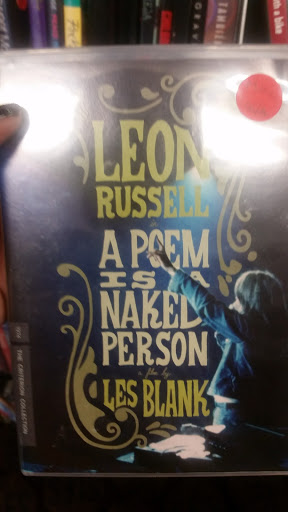 LEON
RUSSELL
A POEM
IS A
NAKED
PERSON
a film by
LES BLANK
THE CRITERION COLLECTION